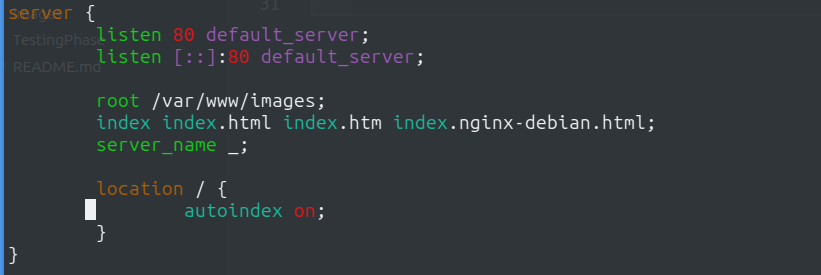 31
server {
listen 80 default_server;
TestingPhase
listen [::]:80 default_server;
README.md
root /var/www/images;
index index.html index.htm index.nginx-debian.html;
server_name _;
location / {
autoindex on;
}
}